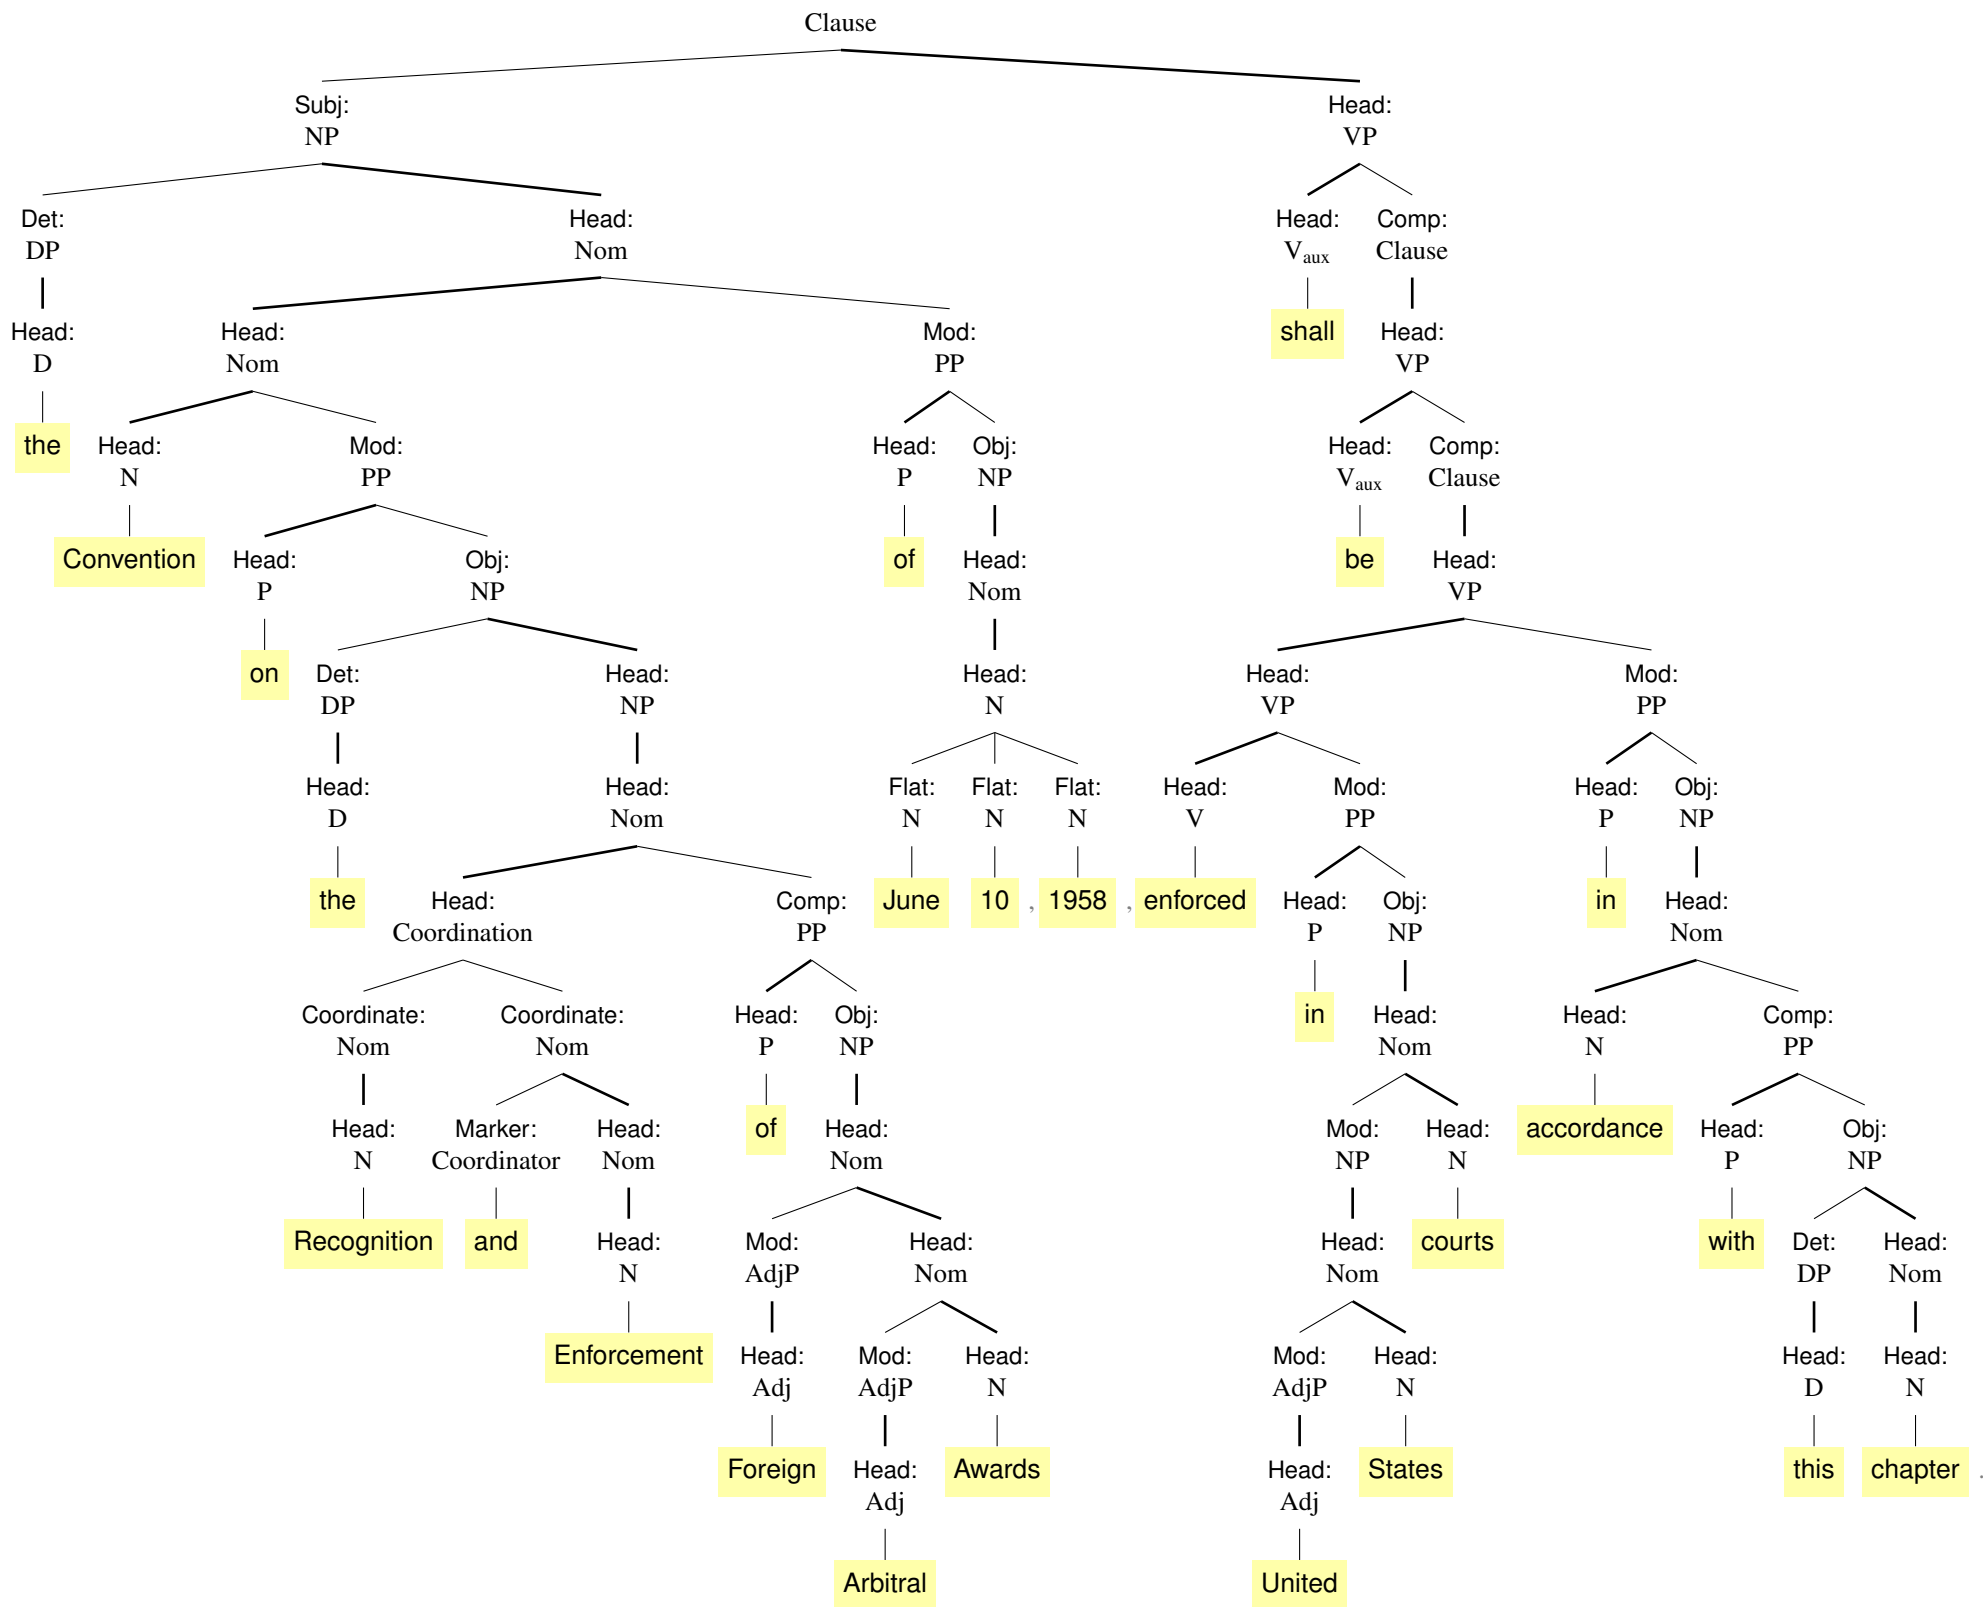 Clause
Subj: Head:
NP VP
Det: Head: Head: Comp:
DP Nom Vaux Clause
Head: Head: Mod: shall Head:
D Nom PP VP
the Head: Mod: Head: Obj: Head: Comp:
N PP P NP Vaux Clause
Convention Head: Obj: of Head: be Head:
P NP Nom VP
on Det: Head: Head: Head: Mod:
DP NP N VP PP
Head: Head: Flat: Flat: Flat: Head: Mod: Head: Obj:
D Nom N N N V PP P NP
the Head: Comp: June 10 , 1958 , enforced Head: Obj: in Head:
Coordination PP P NP Nom
Coordinate: Coordinate: Head: Obj: in Head: Head: Comp:
Nom Nom P NP Nom N PP
Head: Marker: Head: of Head: Mod: Head: accordance Head: Obj:
N Coordinator Nom Nom NP N P NP
Recognition and Head: Mod: Head: Head: courts with Det: Head:
N AdjP Nom Nom DP Nom
Enforcement Head: Mod: Head: Mod: Head: Head: Head:
Adj AdjP N AdjP N D N
Foreign Head: Awards Head: States this chapter .
Adj Adj
Arbitral United